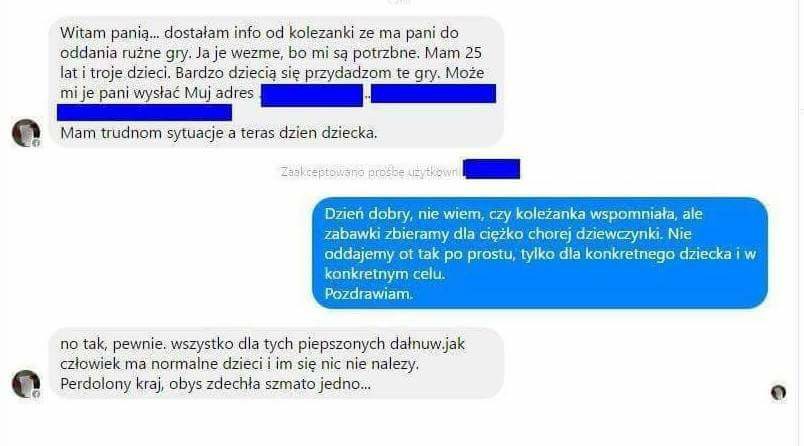 Witam panią... dostałam info od kolezanki ze ma pani do
oddania rużne gry. Ja je wezme, bo mi są potrzbne. Mam 25
lat i troje dzieci. Bardzo dziecią się przydadzom te gry. Może
mi je pani wysłać Muj adres ..
Mam trudnom sytuacje a teras dzien dziecka.
Zaakceptowano prośbę użytkown
Dzień dobry, nie wiem, czy koleżanka wspomniała, ale
zabawki zbieramy dla ciężko chorej dziewczynki. Nie
oddajemy ot tak po prostu, tylko dla konkretnego dziecka i w
konkretnym celu.
Pozdrawiam.
no tak, pewnie. wszystko dla tych piepszonych dałnuw.jak
człowiek ma normalne dzieci i im się nic nie nalezy.
Perdolony kraj, obys zdechła szmato jedno...